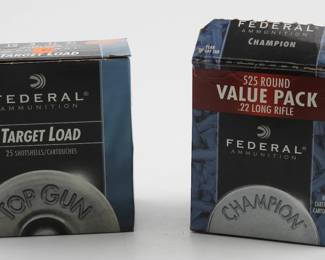 FEDERAL
AMMUNITION
TARGET LOAD
25 SHOTSHELLS/CARTOUCHES
TOP GUN
CHAMPION
525 ROUND
VALUE PACK
.22 LONG RIFLE
FEDERAL
AMMUNITION
CHAMPION